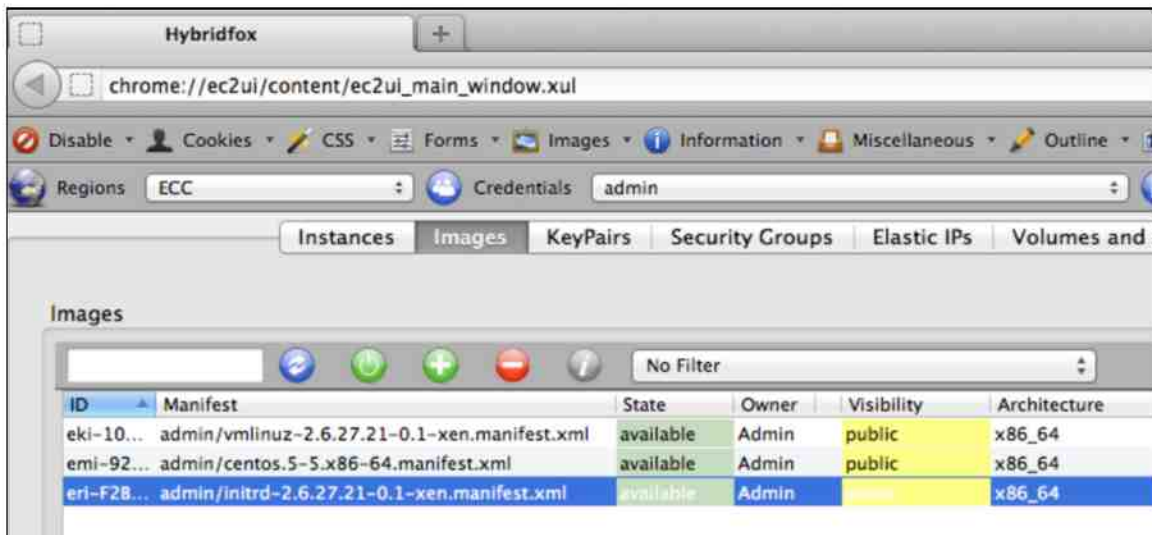 Hybridfox
chrome://ec2ui/content/ec2ui_main_window.xul
Disable Cookies CSS Forms Images Information Miscellaneous Outline
Regions ECC Credentials admin
Instances Images KeyPairs Security Groups Elastic IPs Volumes and
Images
No Filter
ID Manifest State Owner Visibility Architecture
eki-10... admin/vmlinuz-2.6.27.21-0.1-xen.manifest.xml available Admin public x86_64
emi-92... admin/centos.5-5.x86-64.manifest.xml available Admin public x86_64
eri-F2B... admin/initrd-2.6.27.21-0.1-xen.manifest.xml available Admin x86_64